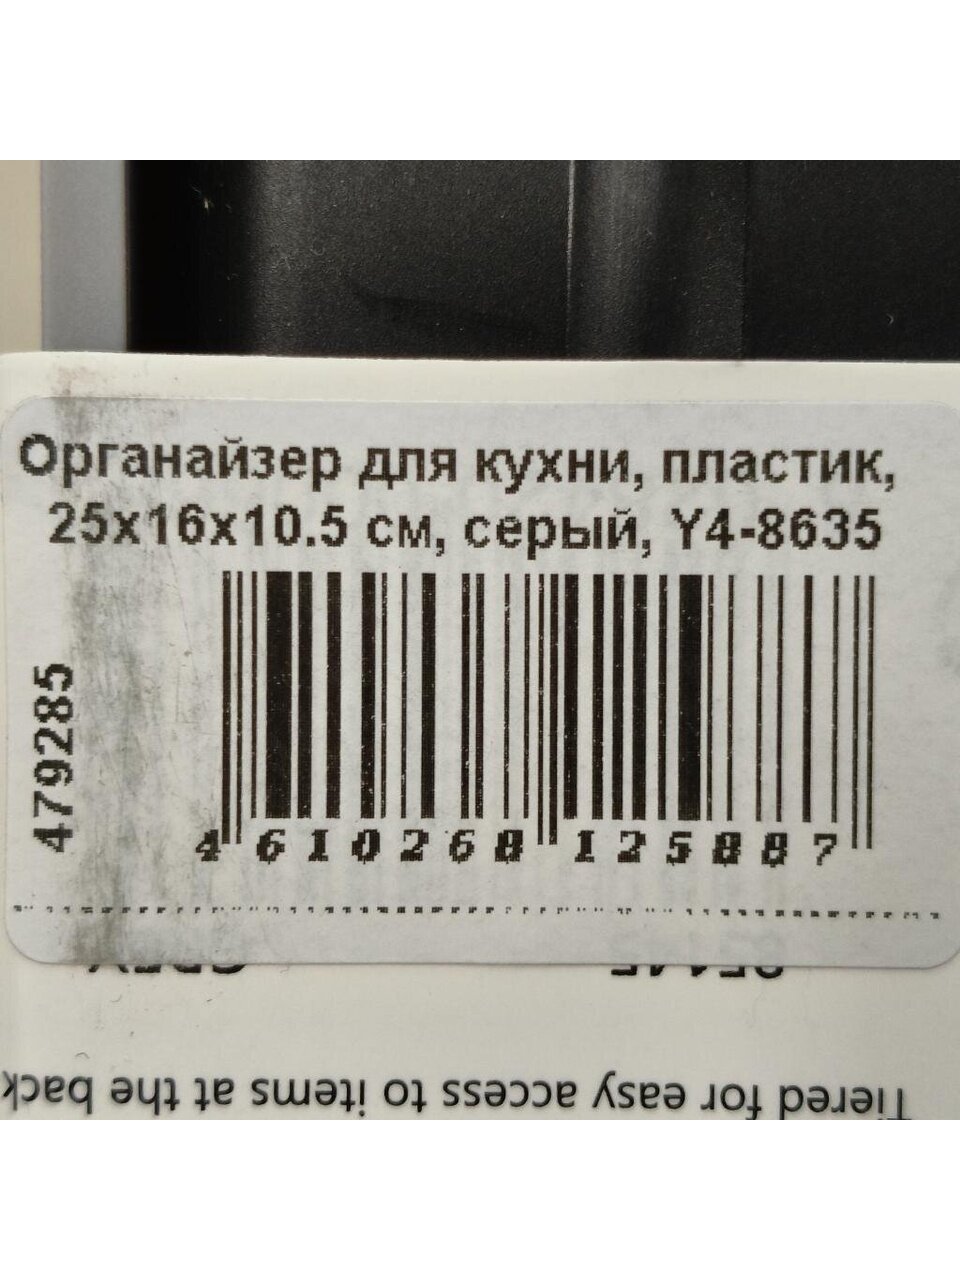 Органайзер для кухни, пластик,
25x16x10.5 см, серый, Y4-8635
479285
4 610268 125887
Tiered for easy access to items at the back